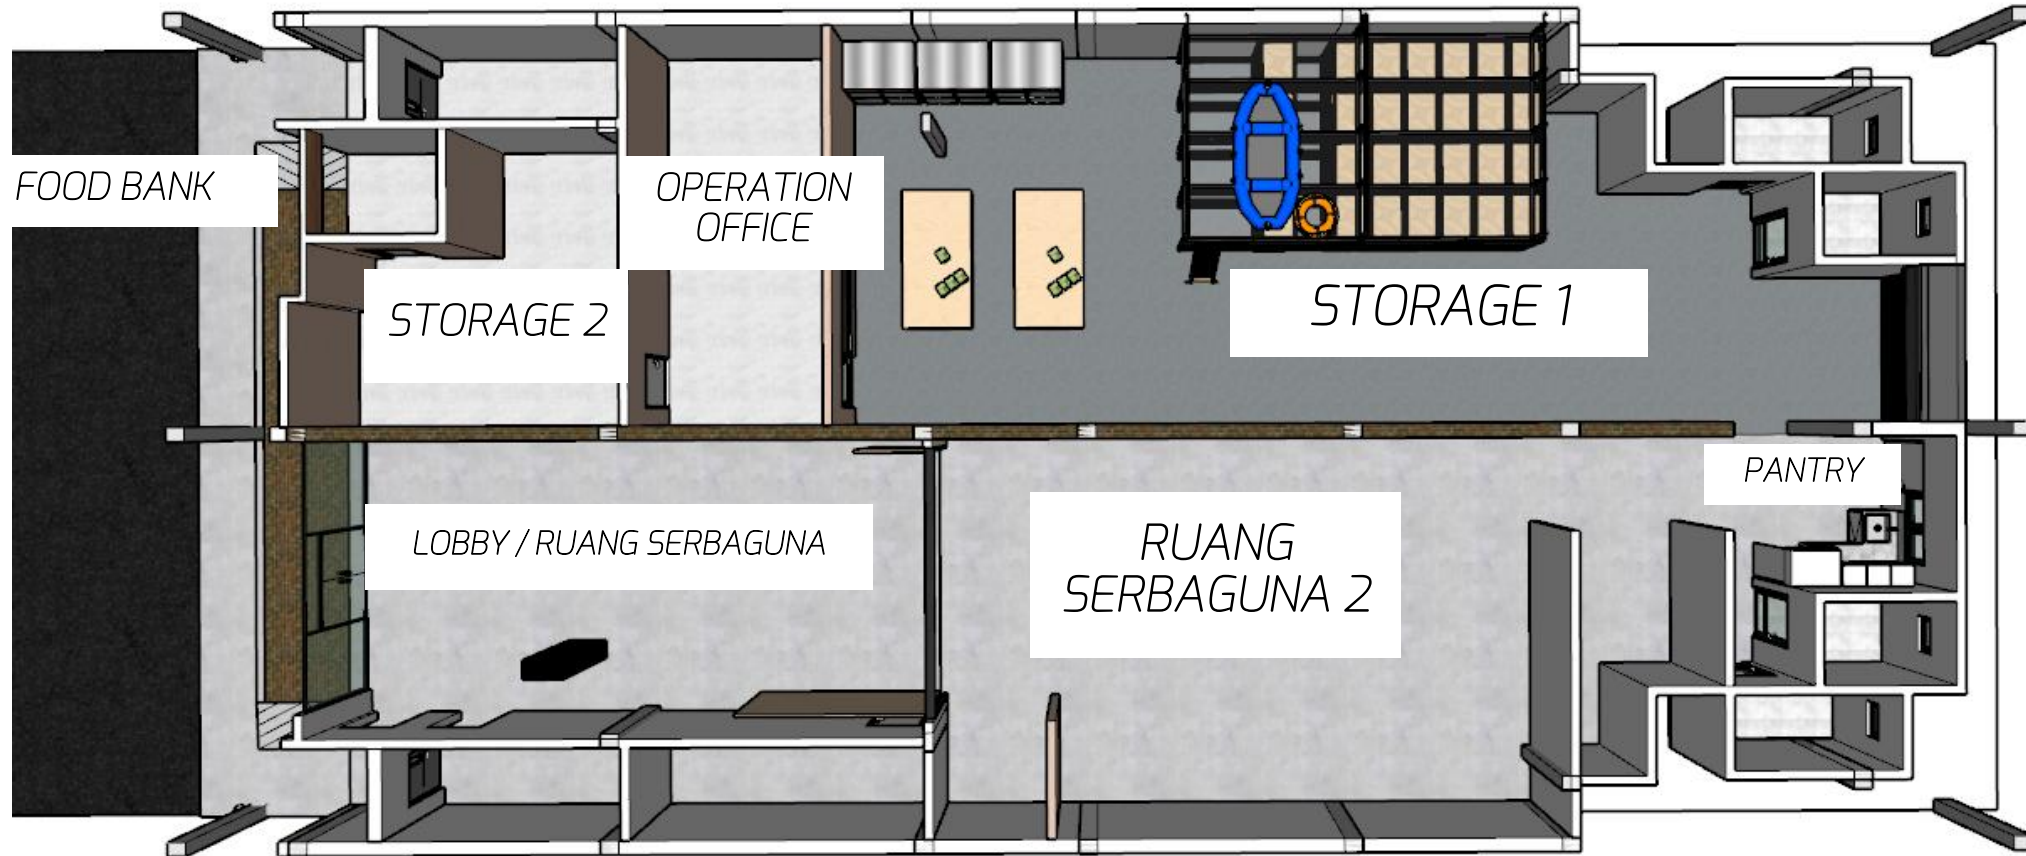 FOOD BANK
OPERATION
OFFICE
STORAGE 2
STORAGE 1
PANTRY
LOBBY / RUANG SERBAGUNA
RUANG
SERBAGUNA 2